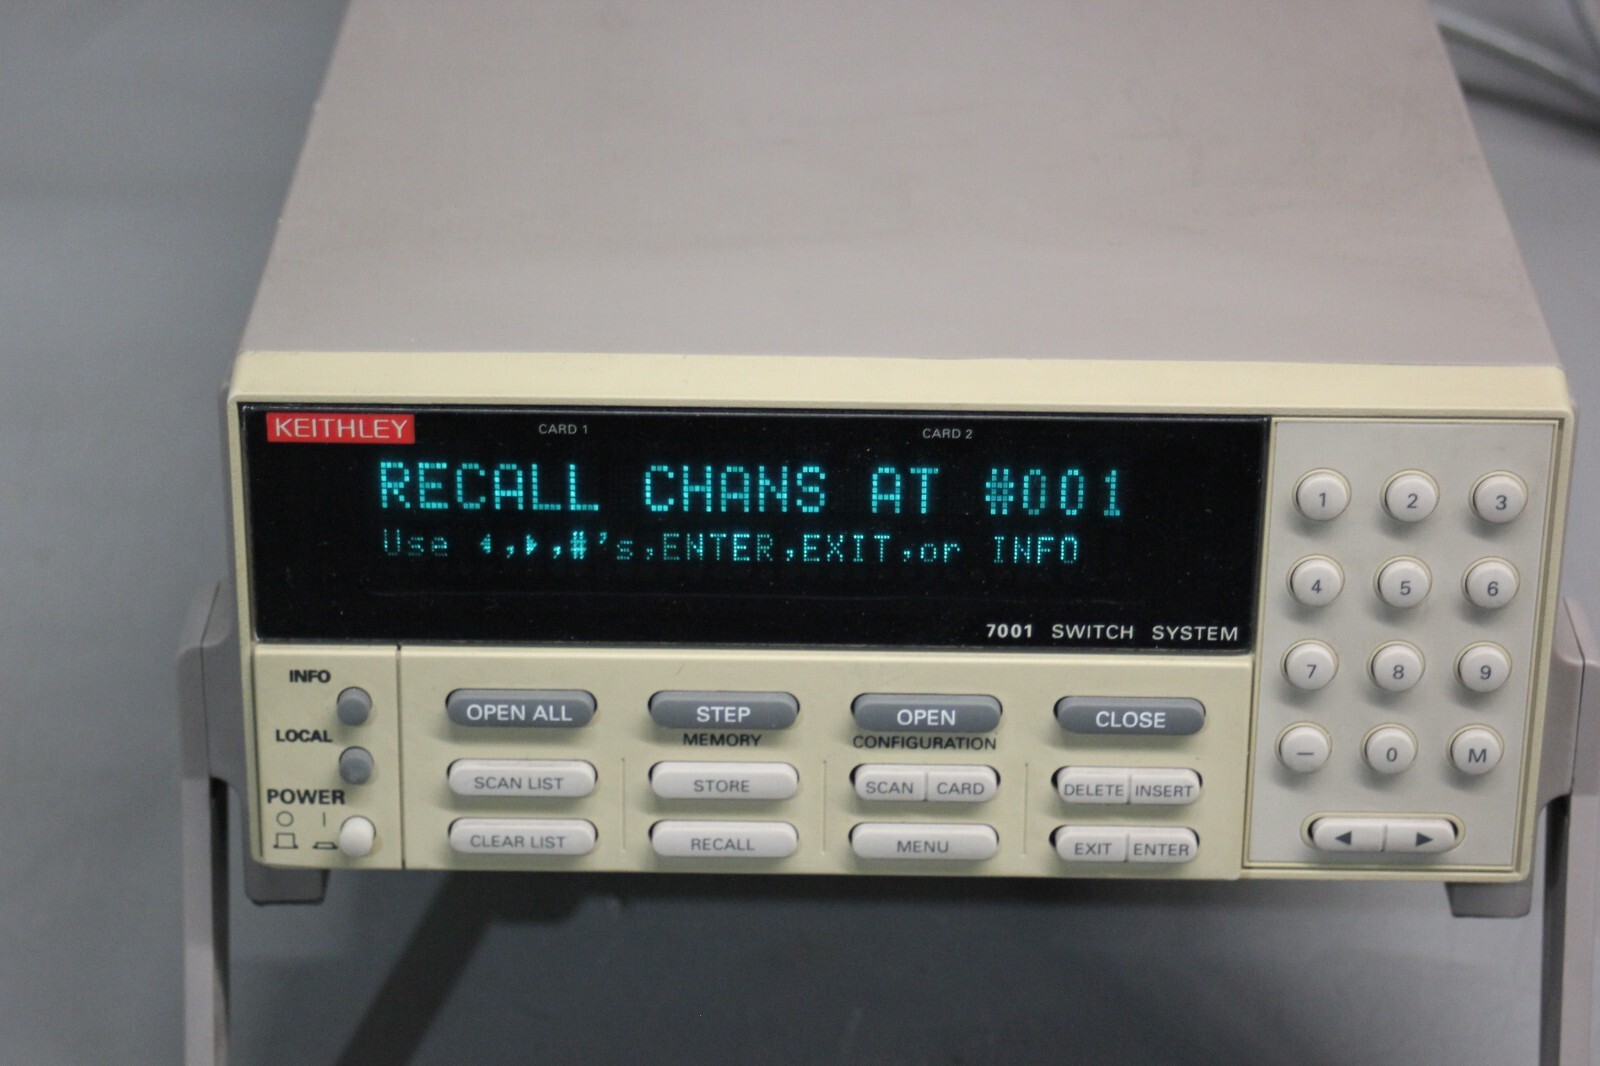 KEITHLEY
CARD 1 CARD 2
RECALL CHANS AT #001
Use ◄,►,#'s,ENTER,EXIT,or INFO
7001 SWITCH SYSTEM
INFO
LOCAL
POWER
O I
OPEN ALL STEP OPEN CLOSE
MEMORY CONFIGURATION
SCAN LIST STORE SCAN CARD DELETE INSERT
CLEAR LIST RECALL MENU EXIT ENTER
1 2 3
4 5 6
7 8 9
— 0 M
◄ ►